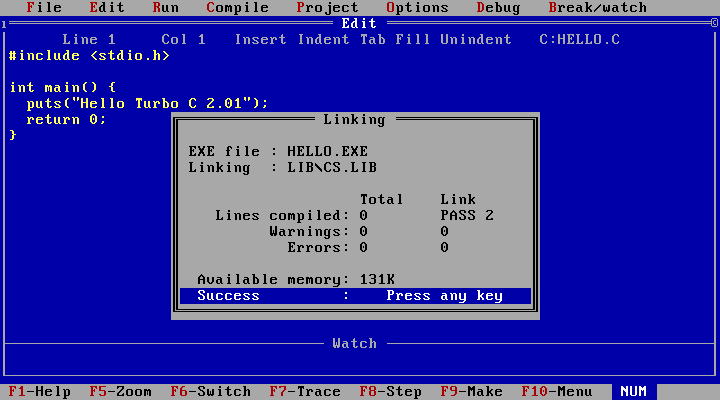 File Edit Run Compile Project Options Debug Break/watch
Edit
Line 1 Col 1 Insert Indent Tab Fill Unindent C:HELLO.C
#include <stdio.h>
int main() {
puts("Hello Turbo C 2.01");
return 0;
}
Linking
EXE file : HELLO.EXE
Linking : LIB\CS.LIB
Total Link
Lines compiled: 0 PASS 2
Warnings: 0 0
Errors: 0 0
Available memory: 131K
Success : Press any key
Watch
F1-Help F5-Zoom F6-Switch F7-Trace F8-Step F9-Make F10-Menu NUM